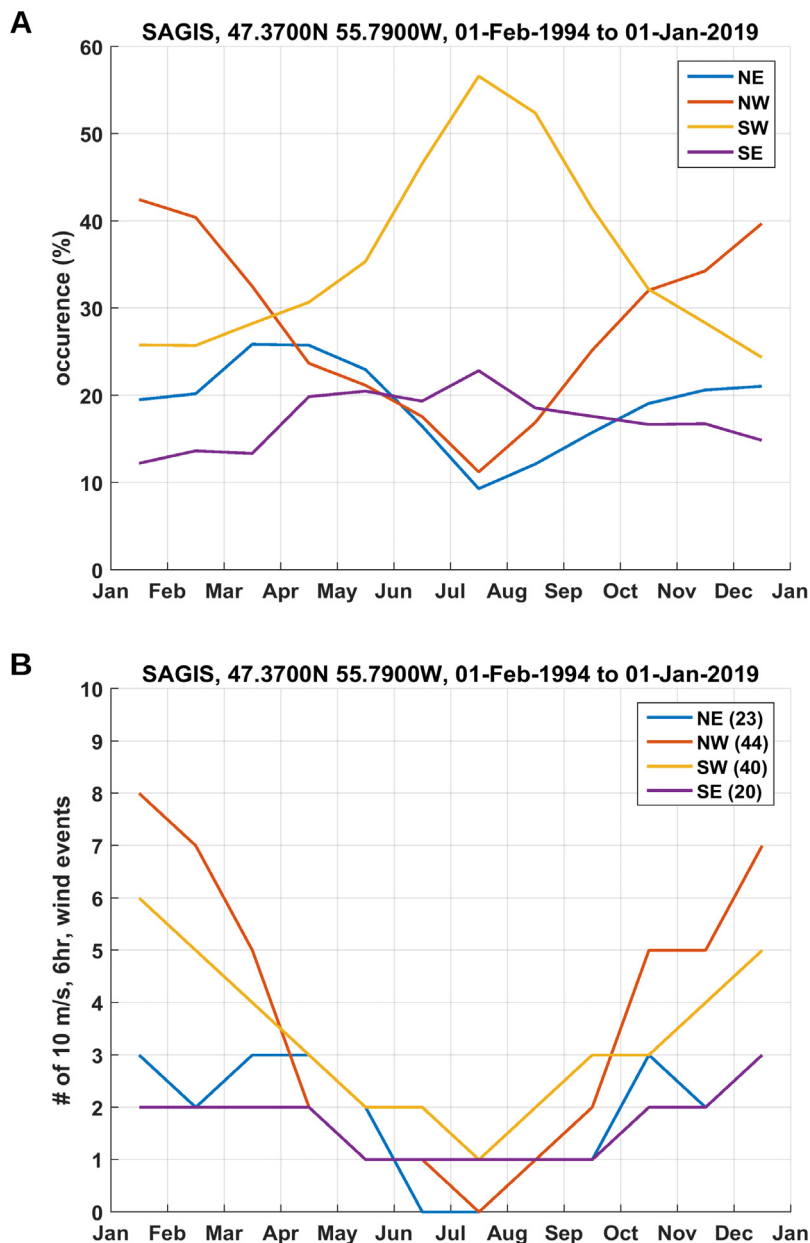 A
SAGIS, 47.3700N 55.7900W, 01-Feb-1994 to 01-Jan-2019
60
50
40
30
20
10
0
occurence (%)
NE
NW
SW
SE
Jan Feb Mar Apr May Jun Jul Aug Sep Oct Nov Dec Jan
B
SAGIS, 47.3700N 55.7900W, 01-Feb-1994 to 01-Jan-2019
10
9
8
7
6
5
4
3
2
1
0
# of 10 m/s, 6hr, wind events
NE (23)
NW (44)
SW (40)
SE (20)
Jan Feb Mar Apr May Jun Jul Aug Sep Oct Nov Dec Jan